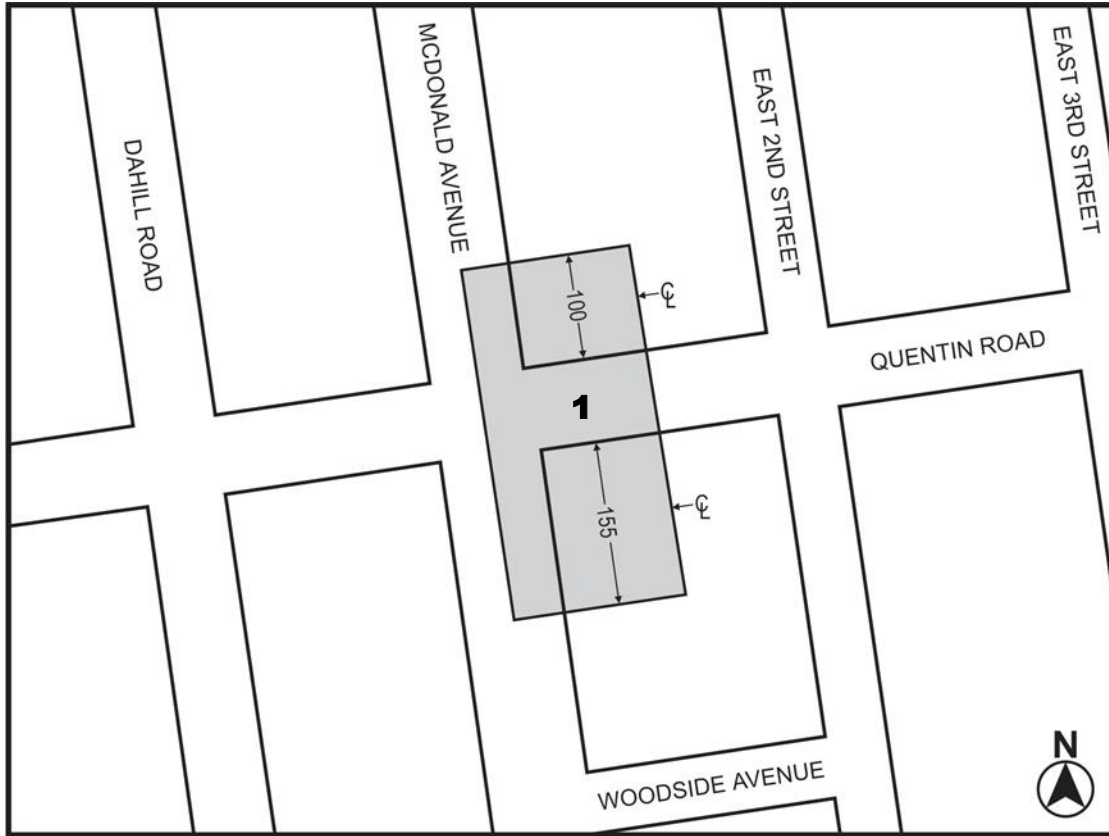 DAHILL ROAD
MCDONALD AVENUE
EAST 2ND STREET
EAST 3RD STREET
100
℄
QUENTIN ROAD
1
155
℄
WOODSIDE AVENUE
N